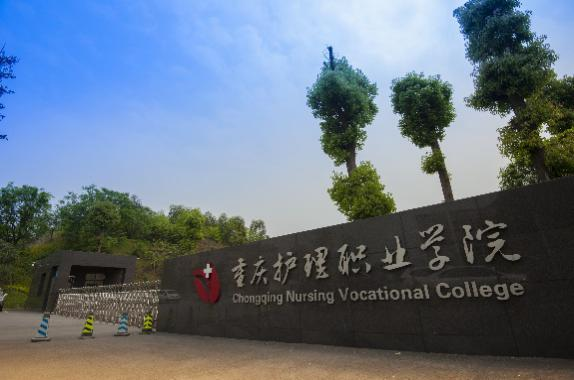 重庆护理职业学院
Chongqing Nursing Vocational College